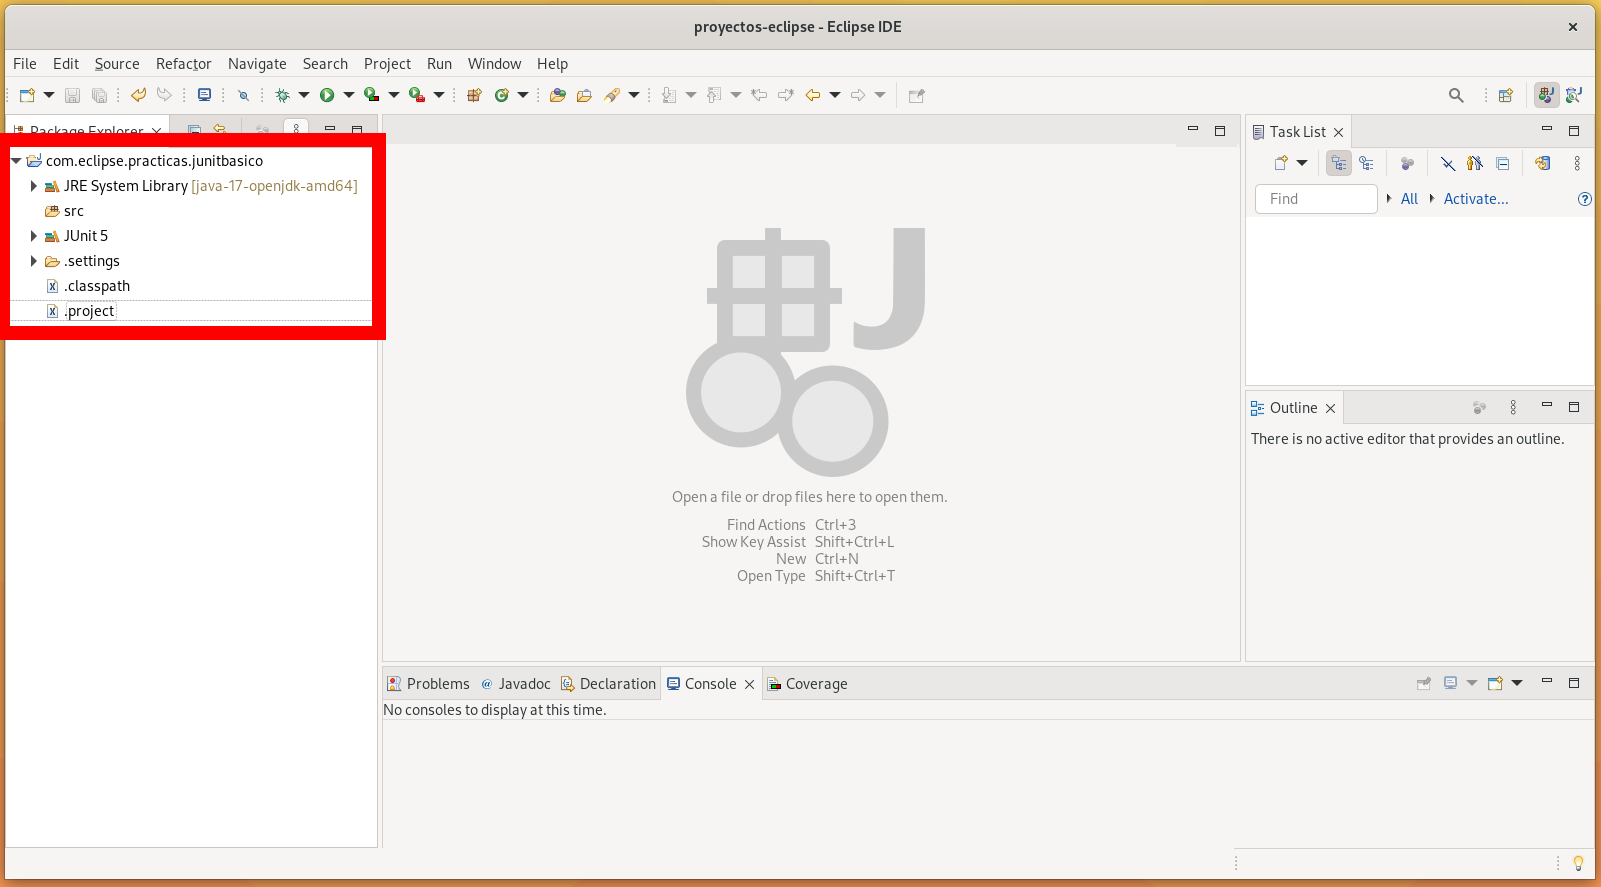 proyectos-eclipse - Eclipse IDE
File Edit Source Refactor Navigate Search Project Run Window Help
Package Explorer
com.eclipse.practicas.junitbasico
JRE System Library [java-17-openjdk-amd64]
src
JUnit 5
.settings
.classpath
.project
Open a file or drop files here to open them.
Find Actions Ctrl+3
Show Key Assist Shift+Ctrl+L
New Ctrl+N
Open Type Shift+Ctrl+T
Task List
Find All Activate...
Outline
There is no active editor that provides an outline.
Problems Javadoc Declaration Console Coverage
No consoles to display at this time.